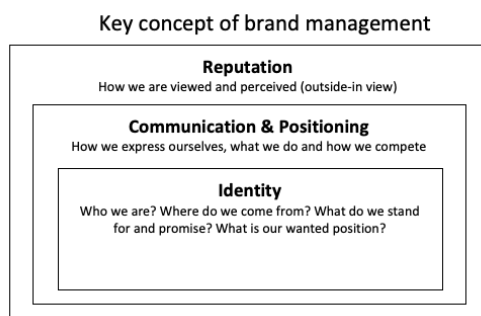 Key concept of brand management
Reputation
How we are viewed and perceived (outside-in view)
Communication & Positioning
How we express ourselves, what we do and how we compete
Identity
Who we are? Where do we come from? What do we stand
for and promise? What is our wanted position?